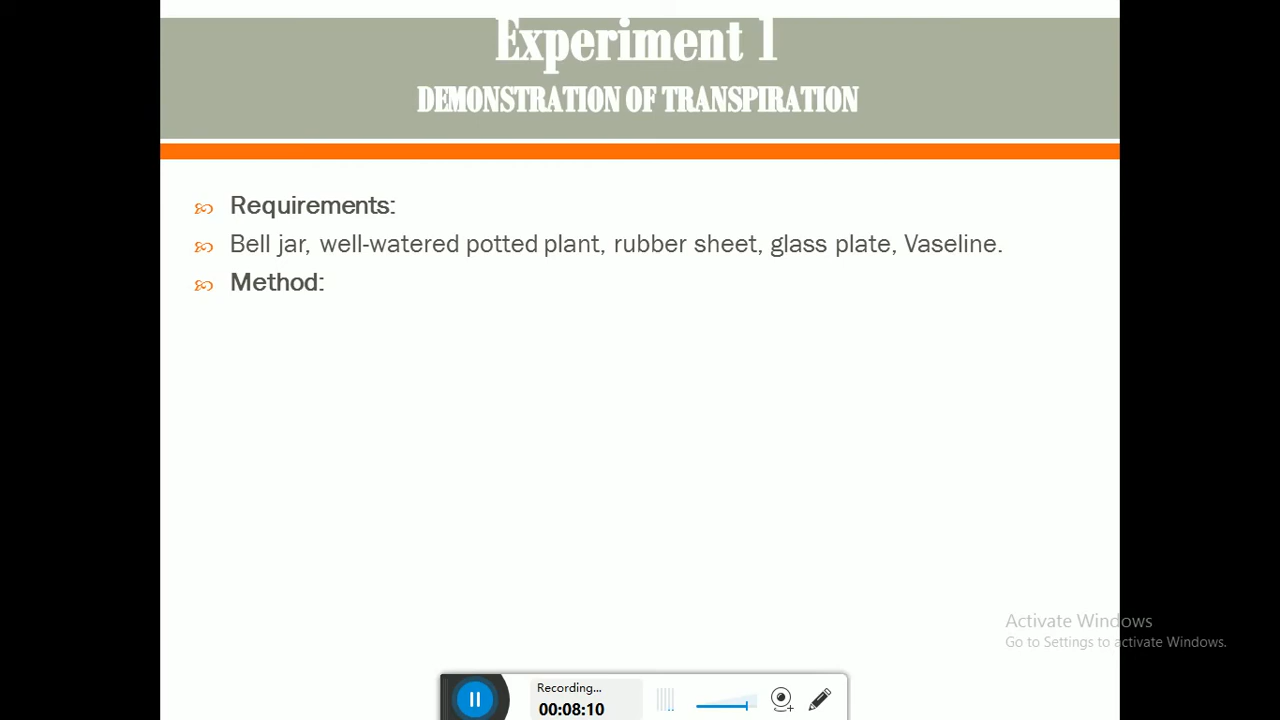 Experiment 1
DEMONSTRATION OF TRANSPIRATION
Requirements:
Bell jar, well-watered potted plant, rubber sheet, glass plate, Vaseline.
Method:
Activate Windows
Go to Settings to activate Windows.
Recording...
00:08:10